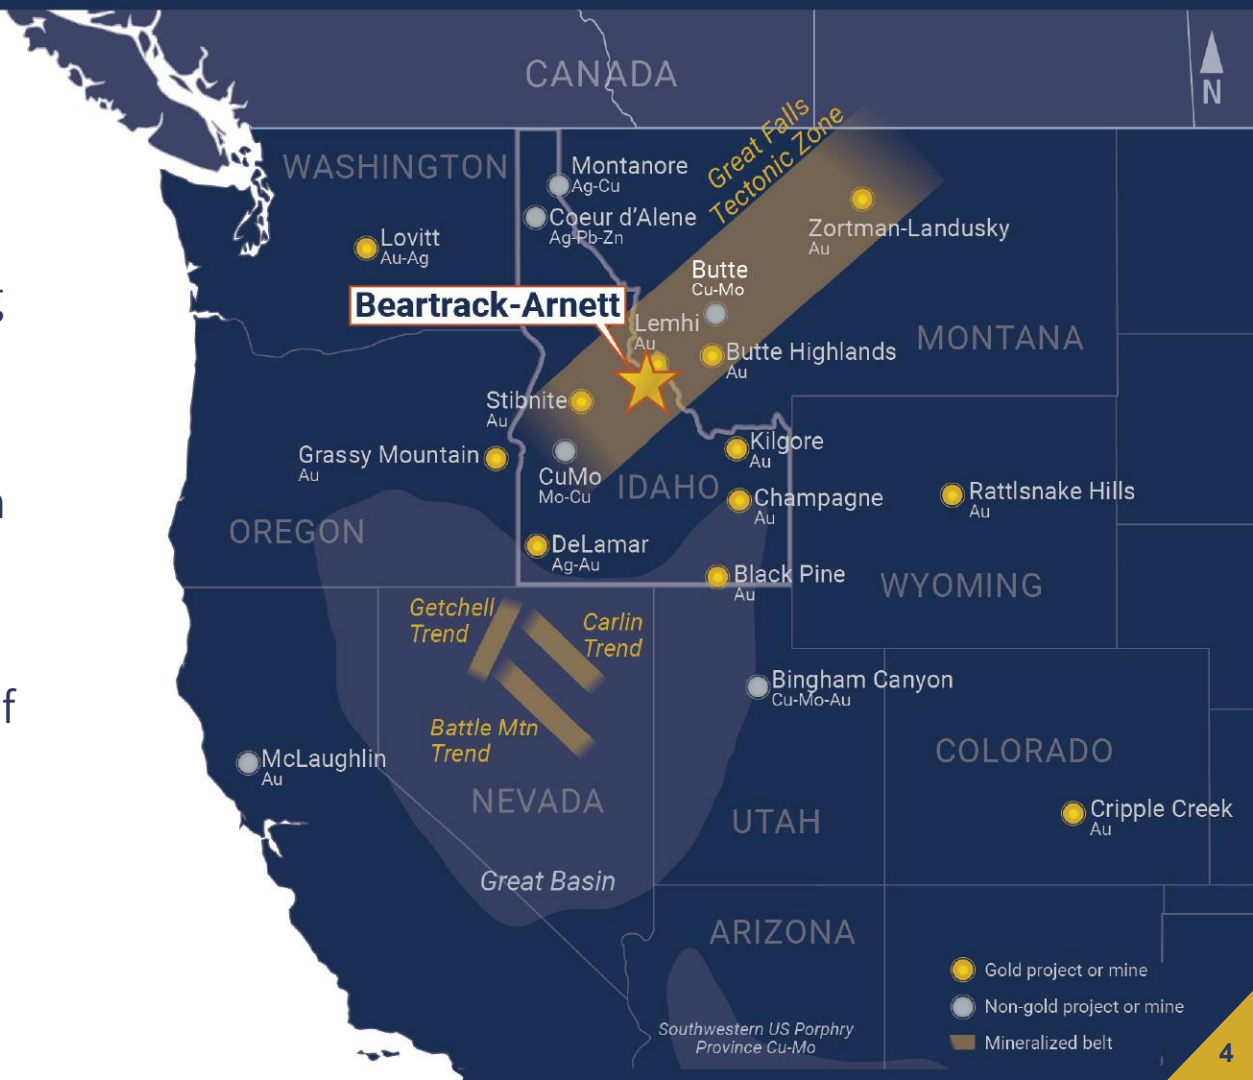 CANADA
N
WASHINGTON
Great Falls
Tectonic Zone
Montanore
Ag-Cu
Coeur d'Alene
Ag-Pb-Zn
Lovitt
Au-Ag
Zortman-Landusky
Au
Butte
Cu-Mo
g
Beartrack-Arnett
Lemhi
Au
MONTANA
Butte Highlands
Au
Stibnite
Au
Kilgore
Au
Grassy Mountain
Au
CuMo
Mo-Cu
IDAHO
n
Champagne
Au
Rattlsnake Hills
Au
OREGON
DeLamar
Ag-Au
Black Pine
Au
WYOMING
Getchell
Trend
Carlin
Trend
Bingham Canyon
Cu-Mo-Au
f
Battle Mtn
Trend
McLaughlin
Au
COLORADO
NEVADA
UTAH
Cripple Creek
Au
Great Basin
ARIZONA
Gold project or mine
Non-gold project or mine
Southwestern US Porphry
Province Cu-Mo
Mineralized belt
4